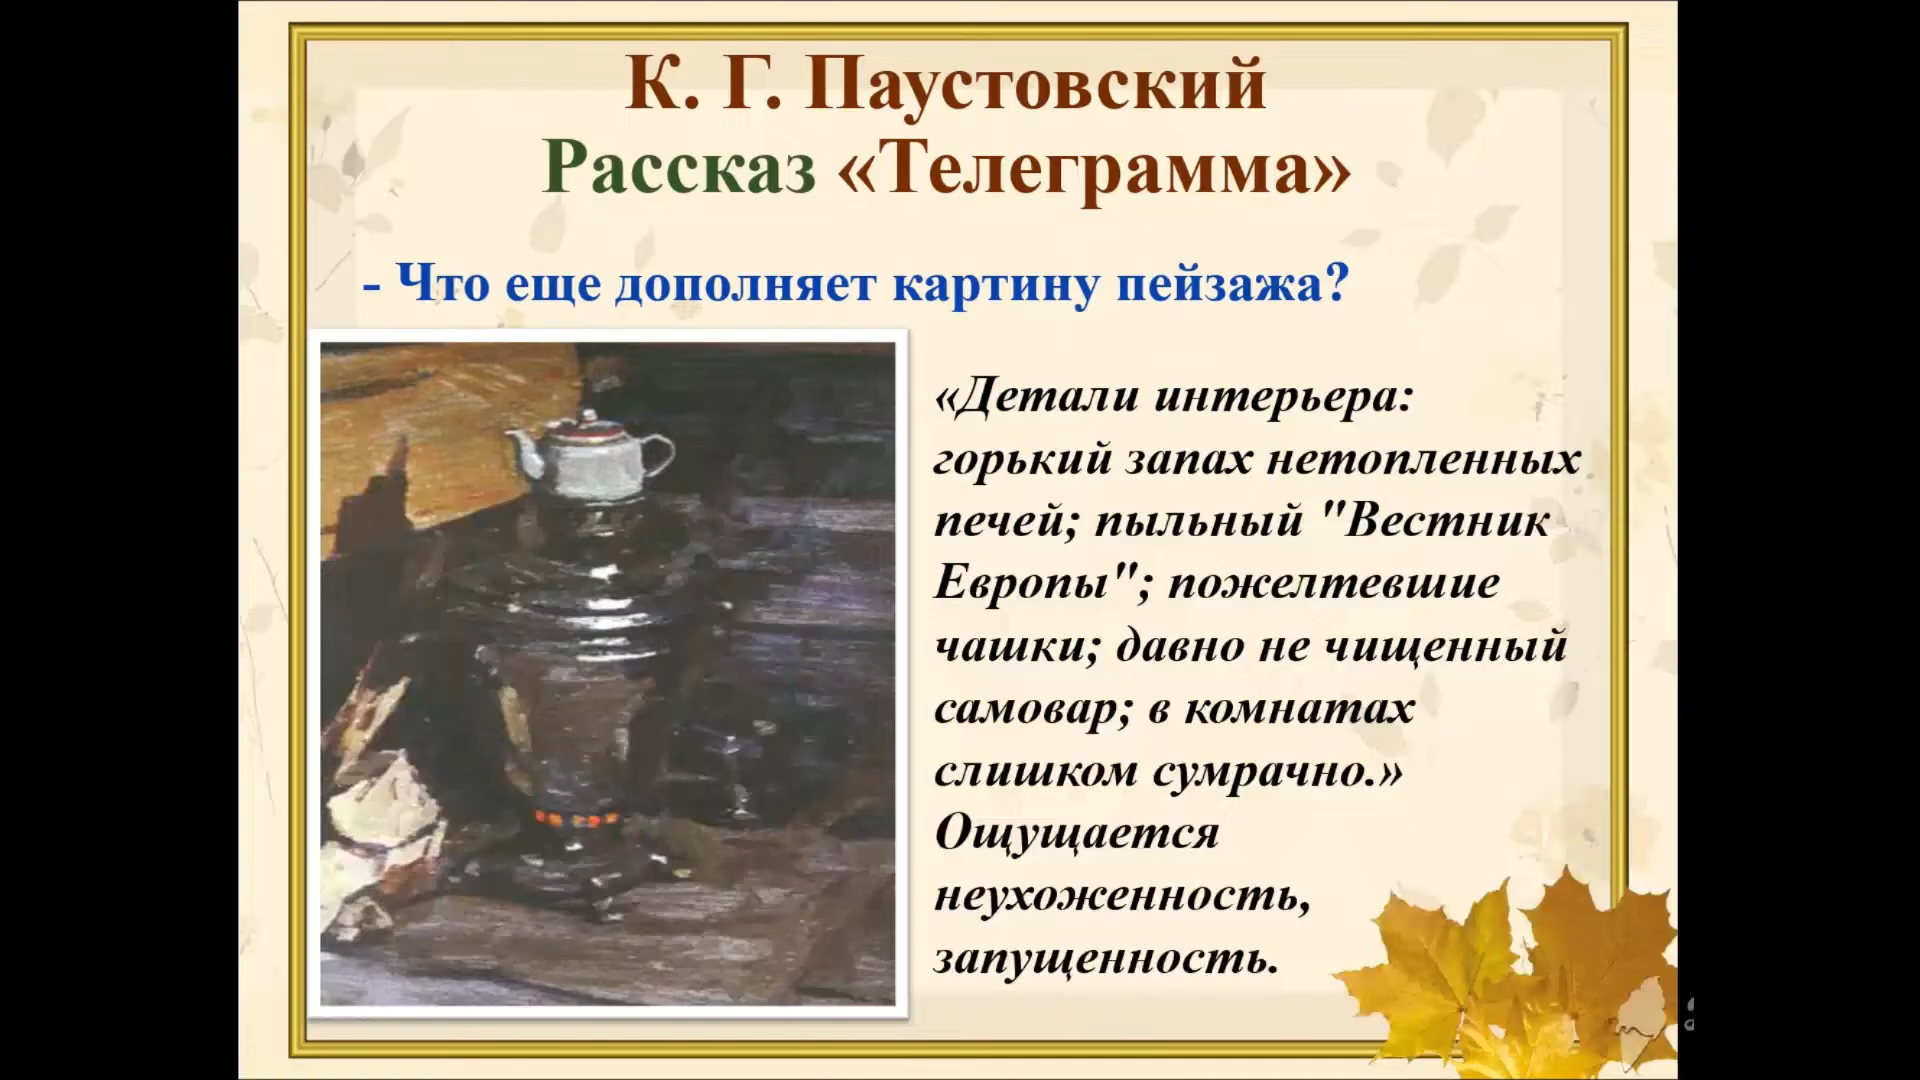 К. Г. Паустовский
Рассказ «Телеграмма»
- Что еще дополняет картину пейзажа?
«Детали интерьера:
горький запах нетопленных
печей; пыльный "Вестник
Европы"; пожелтевшие
чашки; давно не чищенный
самовар; в комнатах
слишком сумрачно.»
Ощущается
неухоженность,
запущенность.